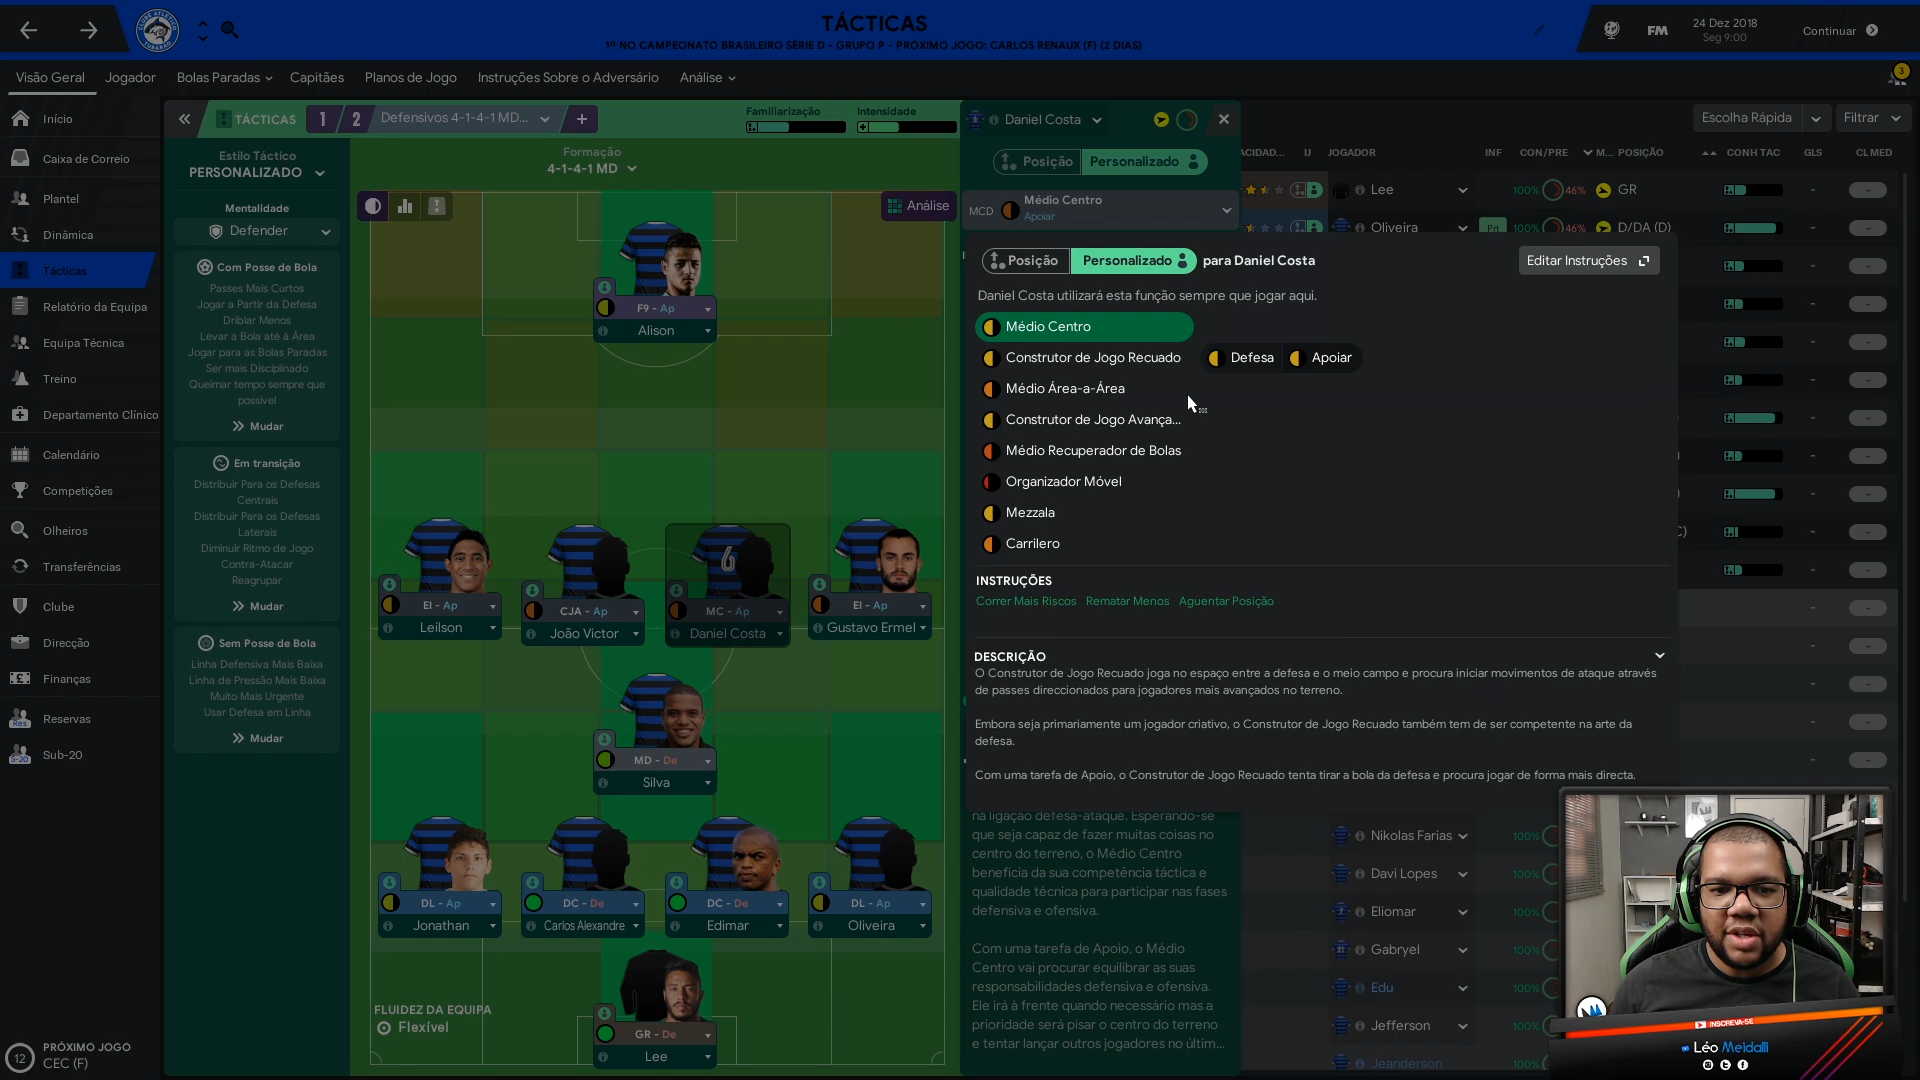 TÁCTICAS
1º NO CAMPEONATO BRASILEIRO SÉRIE D - GRUPO P - PRÓXIMO JOGO: CARLOS RENAUX (F) (2 DIAS)
FM
24 Dez 2018
Seg 9:00
Continuar
Visão Geral
Jogador
Bolas Paradas
Capitães
Planos de Jogo
Instruções Sobre o Adversário
Análise
3
Início
Caixa de Correio
Plantel
Dinâmica
Tácticas
Relatório da Equipa
Equipa Técnica
Treino
Departamento Clínico
Calendário
Competições
Olheiros
Transferências
Clube
Direcção
Finanças
Reservas
Sub-20
12
PRÓXIMO JOGO
CEC (F)
TÁCTICAS
1
2
Defensivos 4-1-4-1 MD...
Familiarização
Intensidade
Estilo Táctico
PERSONALIZADO
Mentalidade
Defender
Com Posse de Bola
Passes Mais Curtos
Jogar a Partir da Defesa
Driblar Menos
Levar a Bola até à Área
Jogar para as Bolas Paradas
Ser mais Disciplinado
Queimar tempo sempre que
possível
Mudar
Em transição
Distribuir Para os Defesas
Centrais
Distribuir Para os Defesas
Laterais
Diminuir Ritmo de Jogo
Contra-Atacar
Reagrupar
Mudar
Sem Posse de Bola
Linha Defensiva Mais Baixa
Linha de Pressão Mais Baixa
Muito Mais Urgente
Usar Defesa em Linha
Mudar
Formação
4-1-4-1 MD
Análise
F9 - Ap
Alison
EI - Ap
Leílson
CJA - Ap
João Victor
6
MC - Ap
Daniel Costa
EI - Ap
Gustavo Ermel
MD - De
Silva
DL - Ap
Jonathan
DC - De
Carlos Alexandre
DC - De
Edimar
DL - Ap
Oliveira
GR - De
Lee
FLUIDEZ DA EQUIPA
Flexível
Daniel Costa
Posição
Personalizado
MCD
Médio Centro
Apoiar
Posição
Personalizado
para Daniel Costa
Editar Instruções
Daniel Costa utilizará esta função sempre que jogar aqui.
Médio Centro
Construtor de Jogo Recuado
Defesa
Apoiar
Médio Área-a-Área
Construtor de Jogo Avança...
Médio Recuperador de Bolas
Organizador Móvel
Mezzala
Carrilero
INSTRUÇÕES
Correr Mais Riscos
Rematar Menos
Aguentar Posição
DESCRIÇÃO
O Construtor de Jogo Recuado joga no espaço entre a defesa e o meio campo e procura iniciar movimentos de ataque através
de passes direccionados para jogadores mais avançados no terreno.
Embora seja primariamente um jogador criativo, o Construtor de Jogo Recuado também tem de ser competente na arte da
defesa.
Com uma tarefa de Apoio, o Construtor de Jogo Recuado tenta tirar a bola da defesa e procura jogar de forma mais directa.
na ligação defesa-ataque. Esperando-se
que seja capaz de fazer muitas coisas no
centro do terreno, o Médio Centro
beneficia da sua competência táctica e
qualidade técnica para participar nas fases
defensiva e ofensiva.
Com uma tarefa de Apoio, o Médio
Centro vai procurar equilibrar as suas
responsabilidades defensiva e ofensiva.
Ele irá à frente quando necessário mas a
prioridade será pisar o centro do terreno
e tentar lançar outros jogadores no últim...
Escolha Rápida
Filtrar
ACIDAD...
IJ
JOGADOR
INF
CON/PRE
M...
POSIÇÃO
CONH TAC
GLS
CL MED
Lee
100%
46%
GR
Oliveira
100%
46%
D/DA (D)
Nikolas Farias
100%
Davi Lopes
100%
Eliomar
100%
Gabryel
100%
Edu
100%
Jefferson
100%
Jeanderson
100%
INSCREVA-SE
Léo Meidalli